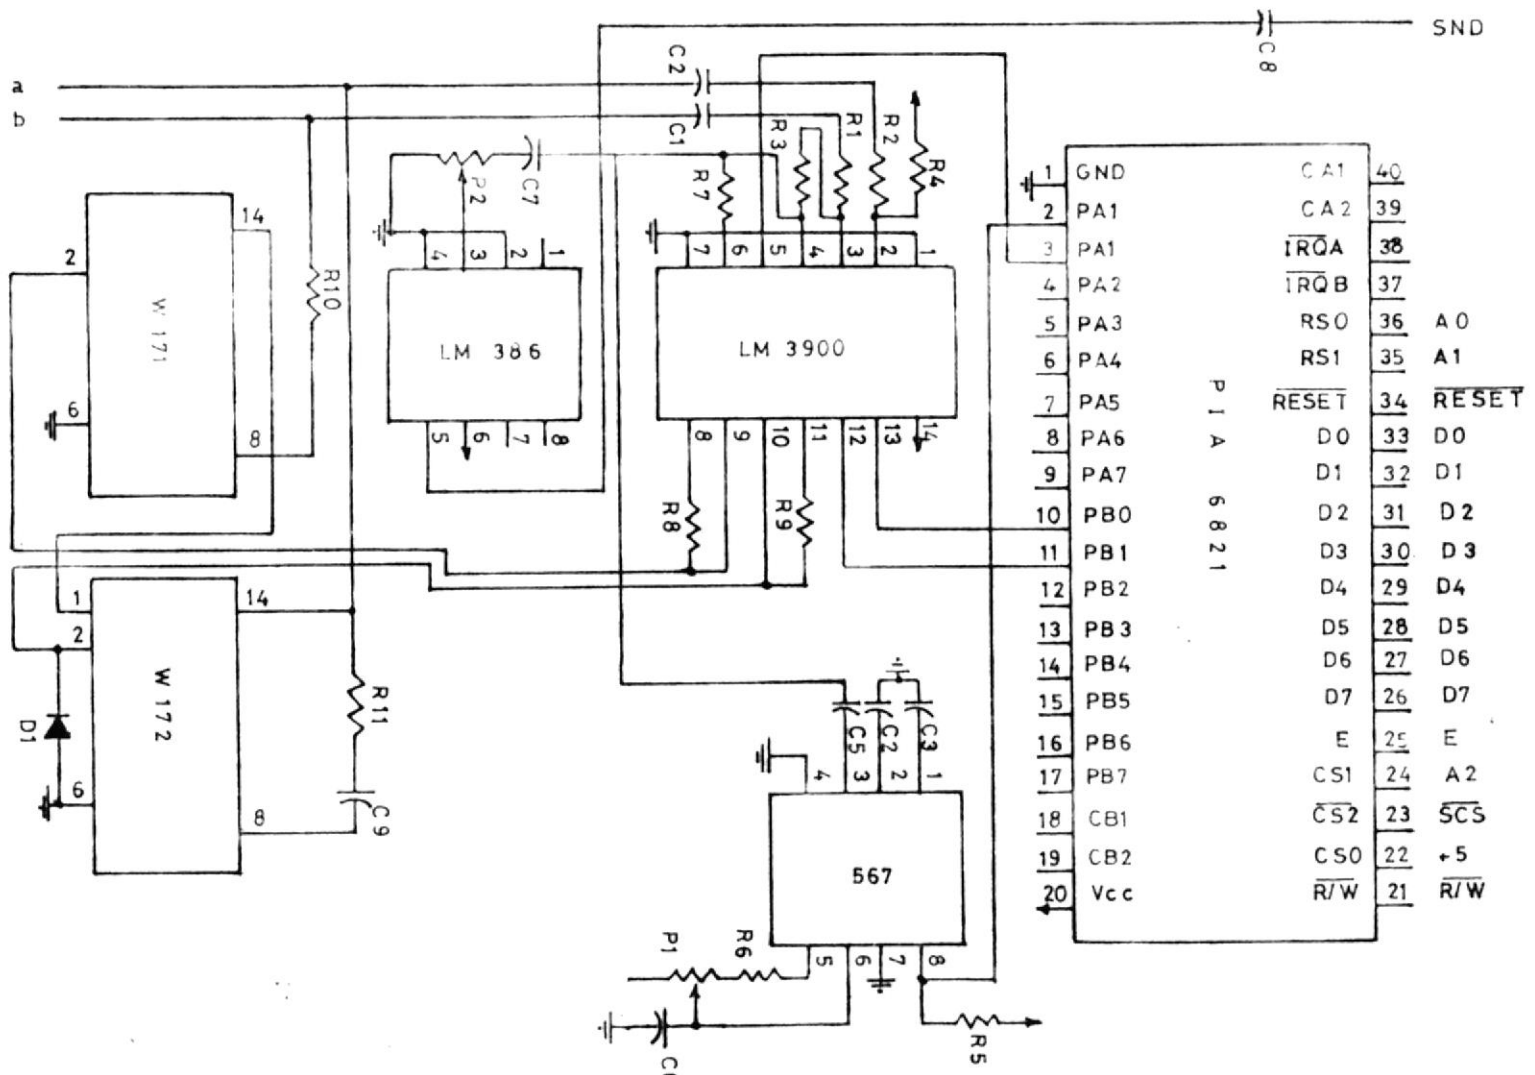 SND
C8
a
b
C2
C1
R3
R1
R2
R4
C7
P2
R7
R10
14
2
W 171
6
8
4 3 2 1
LM 386
5 6 7 8
7 6 5 4 3 2 1
LM 3900
8 9 10 11 12 13 14
R8
R9
1 GND CA1 40
2 PA1 CA2 39
3 PA1 IRQA 38
4 PA2 IRQB 37
5 PA3 RS0 36 A0
6 PA4 RS1 35 A1
7 PA5 RESET 34 RESET
8 PA6 D0 33 D0
9 PA7 D1 32 D1
10 PB0 D2 31 D2
11 PB1 D3 30 D3
12 PB2 D4 29 D4
13 PB3 D5 28 D5
14 PB4 D6 27 D6
15 PB5 D7 26 D7
16 PB6 E 25 E
17 PB7 CS1 24 A2
18 CB1 CS2 23 SCS
19 CB2 CS0 22 +5
20 Vcc R/W 21 R/W
PIA 6821
1
2
14
W 172
6
8
D1
R11
C9
C5
C2
C3
4 3 2 1
567
5 6 7 8
P1
R6
R5